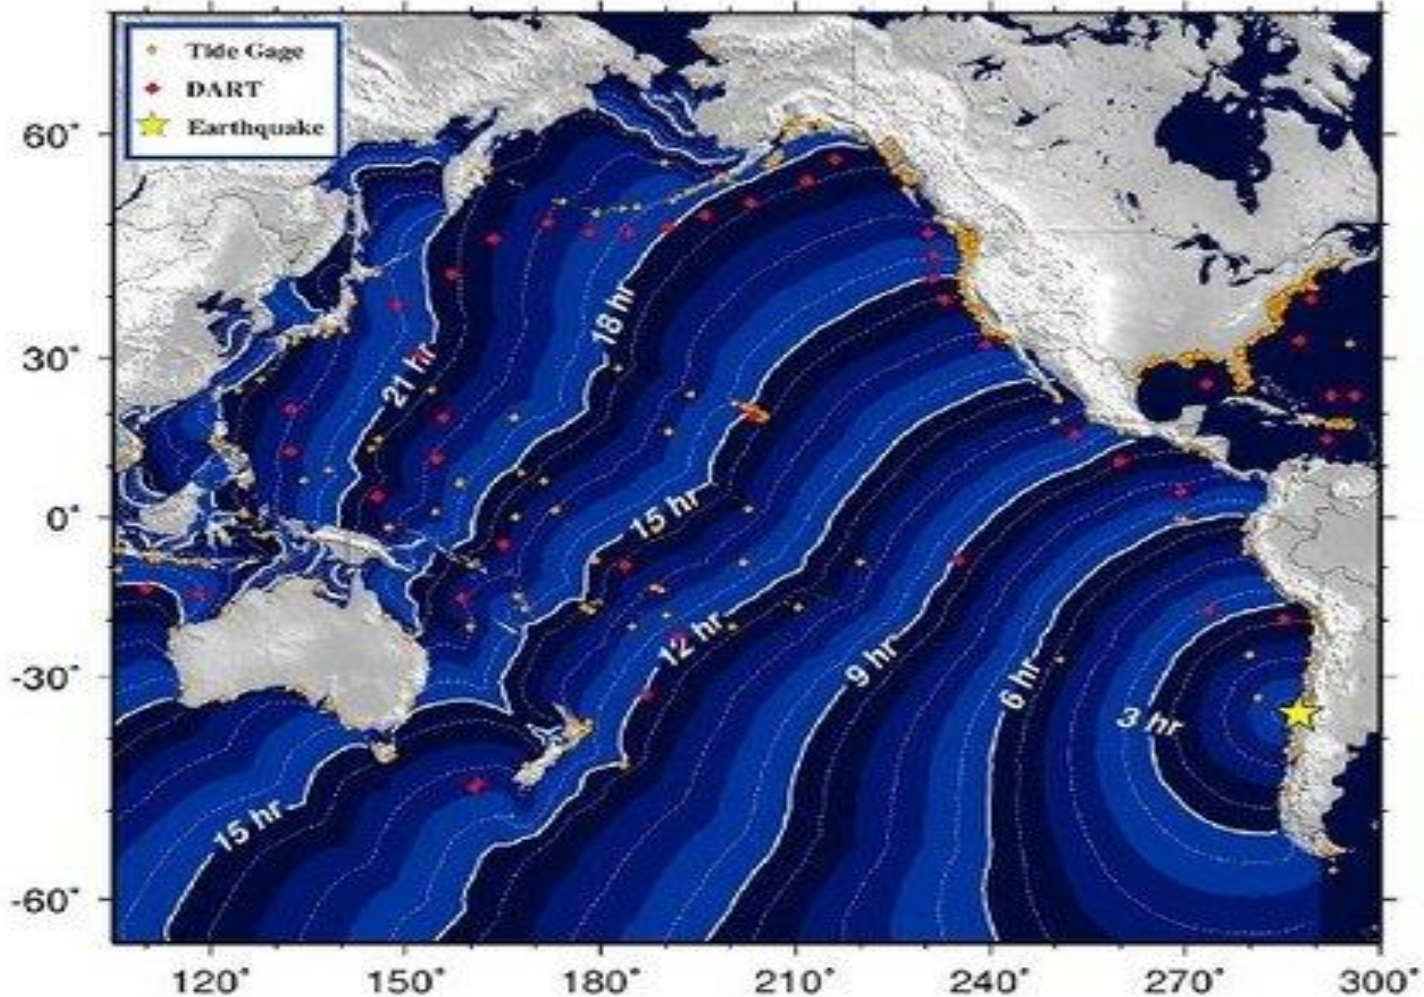 Tide Gage
DART
Earthquake
60°
30°
0°
-30°
-60°
18 hr
21 hr
15 hr
12 hr
9 hr
6 hr
3 hr
15 hr
120°
150°
180°
210°
240°
270°
300°